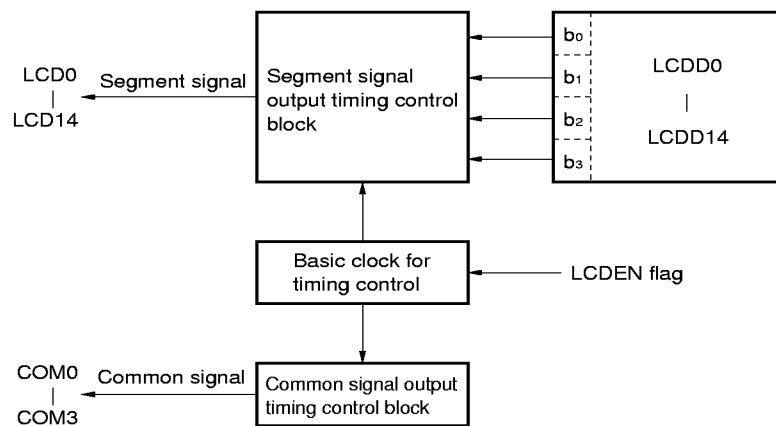 LCD0
|
LCD14
Segment signal
Segment signal
output timing control
block
b0
b1
b2
b3
LCDD0
|
LCDD14
Basic clock for
timing control
LCDEN flag
COM0
|
COM3
Common signal
Common signal output
timing control block